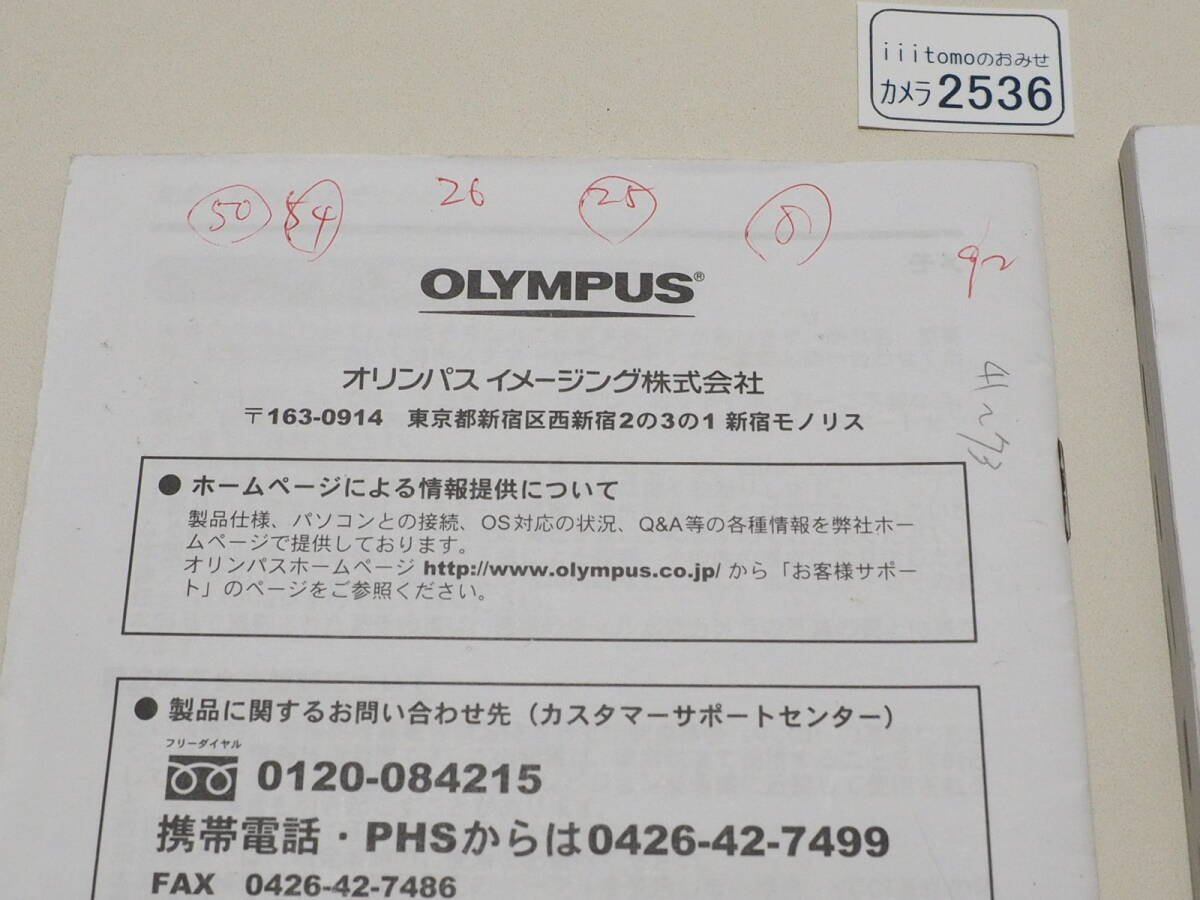 iiitomoのおみせ
カメラ2536
50 54 26 25 8
92
OLYMPUS®
オリンパス イメージング株式会社
〒163-0914 東京都新宿区西新宿2の3の1 新宿モノリス
41~43
● ホームページによる情報提供について
製品仕様、パソコンとの接続、OS対応の状況、Q&A等の各種情報を弊社ホー
ムページで提供しております。
オリンパスホームページ http://www.olympus.co.jp/ から「お客様サポー
ト」のページをご参照ください。
● 製品に関するお問い合わせ先（カスタマーサポートセンター）
フリーダイヤル
0120-084215
携帯電話・PHSからは0426-42-7499
FAX 0426-42-7486